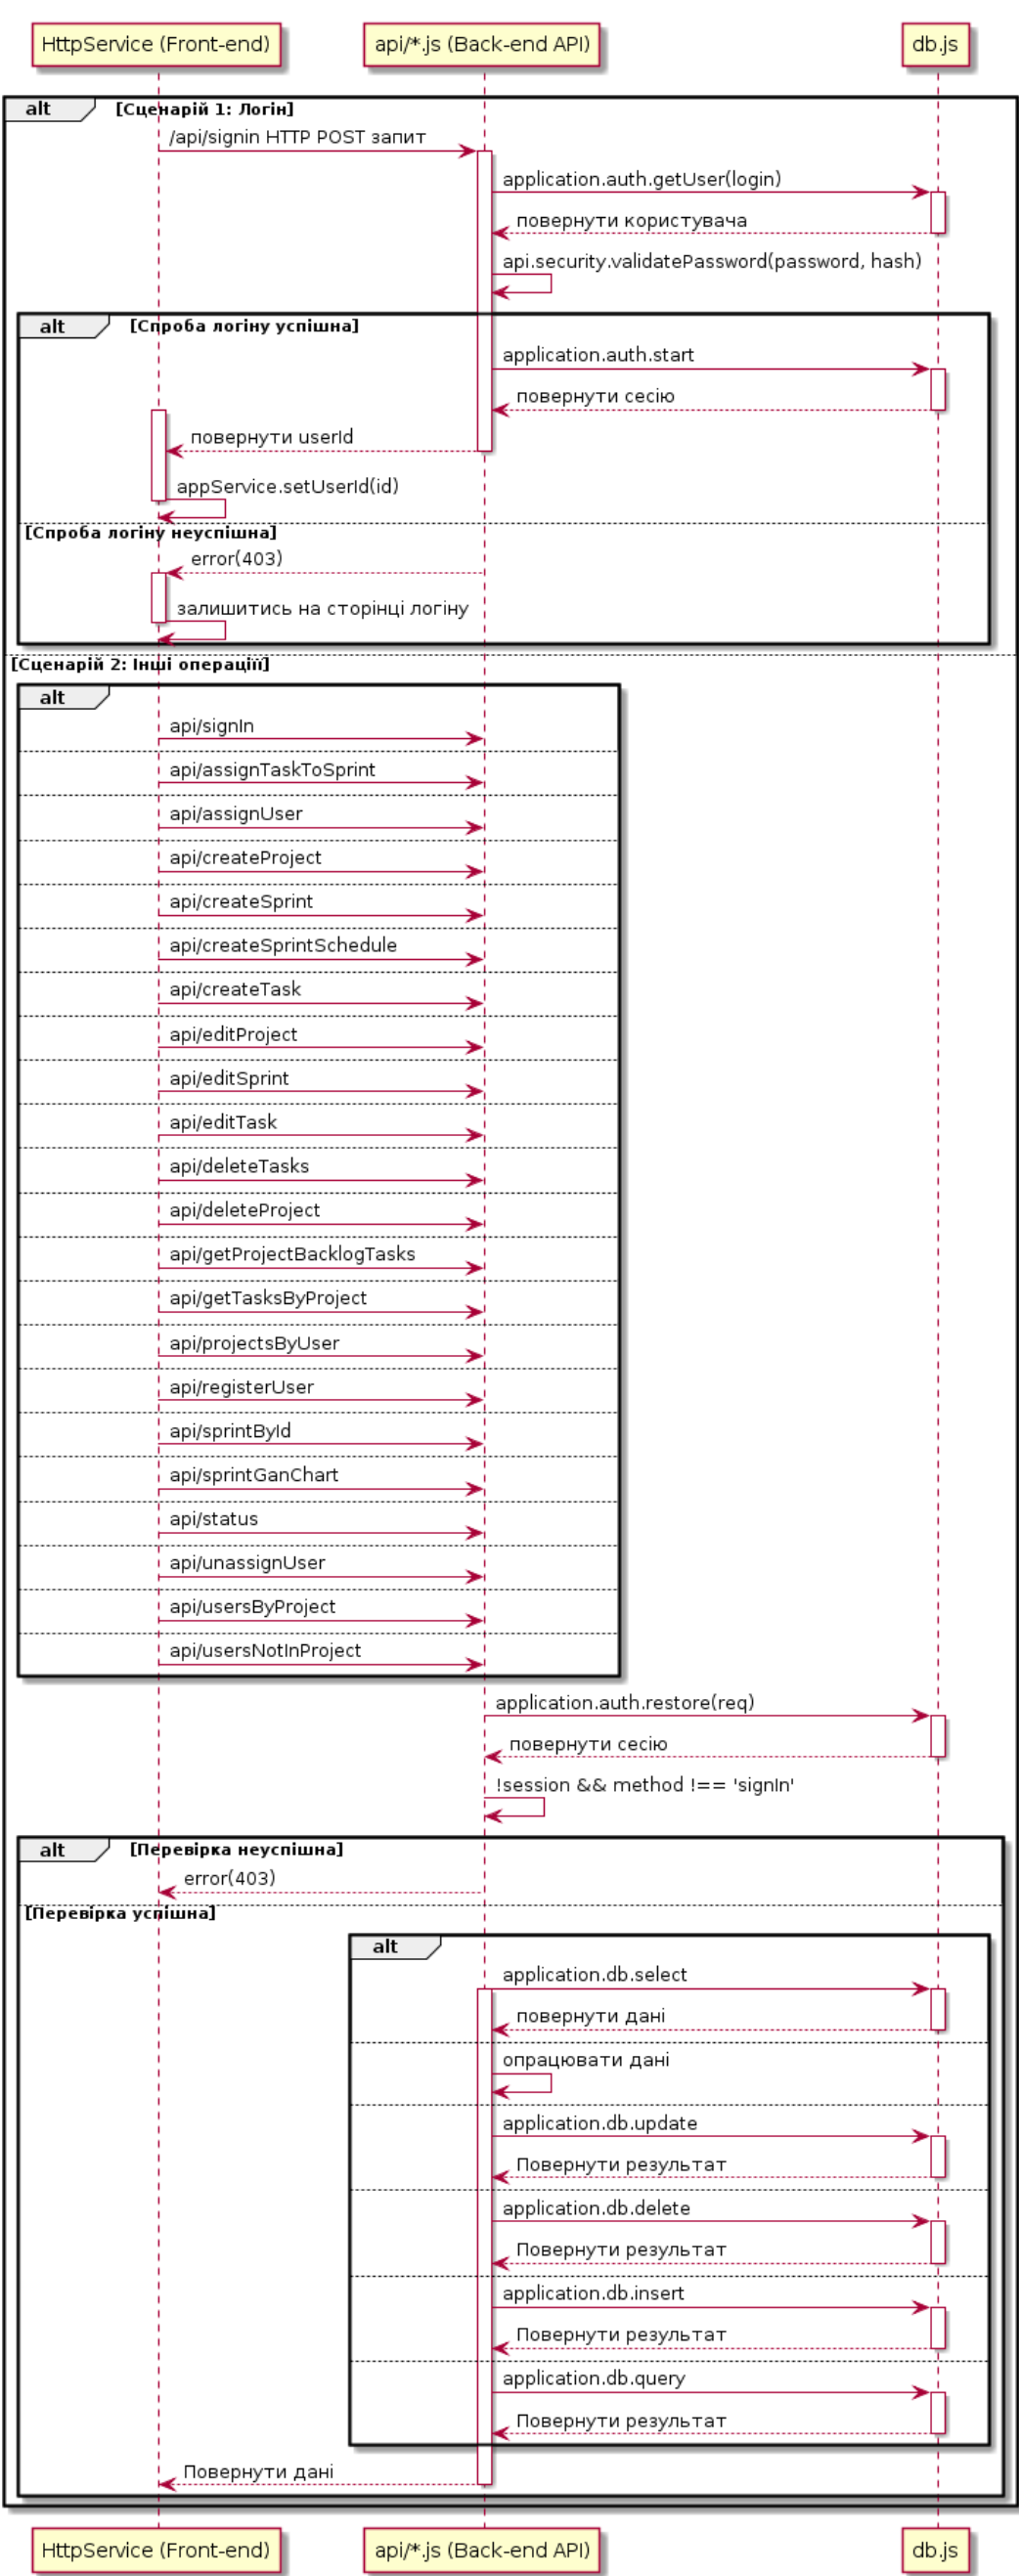 HttpService (Front-end)
api/*.js (Back-end API)
db.js
alt
[Сценарій 1: Логін]
/api/signin HTTP POST запит
application.auth.getUser(login)
повернути користувача
api.security.validatePassword(password, hash)
alt
[Спроба логіну успішна]
application.auth.start
повернути сесію
повернути userId
appService.setUserId(id)
[Спроба логіну неуспішна]
error(403)
залишитись на сторінці логіну
[Сценарій 2: Інші операціїї]
alt
api/signIn
api/assignTaskToSprint
api/assignUser
api/createProject
api/createSprint
api/createSprintSchedule
api/createTask
api/editProject
api/editSprint
api/editTask
api/deleteTasks
api/deleteProject
api/getProjectBacklogTasks
api/getTasksByProject
api/projectsByUser
api/registerUser
api/sprintById
api/sprintGanChart
api/status
api/unassignUser
api/usersByProject
api/usersNotInProject
application.auth.restore(req)
повернути сесію
!session && method !== 'signIn'
alt
[Перевірка неуспішна]
error(403)
[Перевірка успішна]
alt
application.db.select
повернути дані
опрацювати дані
application.db.update
Повернути результат
application.db.delete
Повернути результат
application.db.insert
Повернути результат
application.db.query
Повернути результат
Повернути дані
HttpService (Front-end)
api/*.js (Back-end API)
db.js